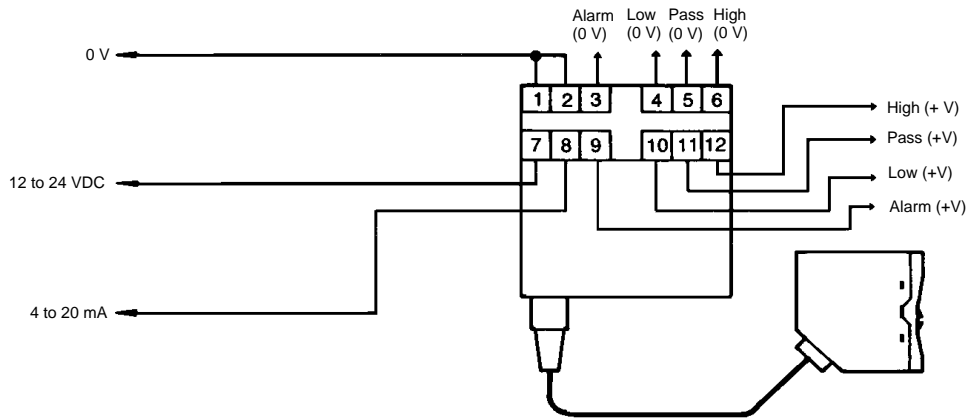 Alarm (0 V)
Low (0 V)
Pass (0 V)
High (0 V)
0 V
1 2 3 4 5 6
7 8 9 10 11 12
High (+ V)
Pass (+V)
Low (+V)
Alarm (+V)
12 to 24 VDC
4 to 20 mA